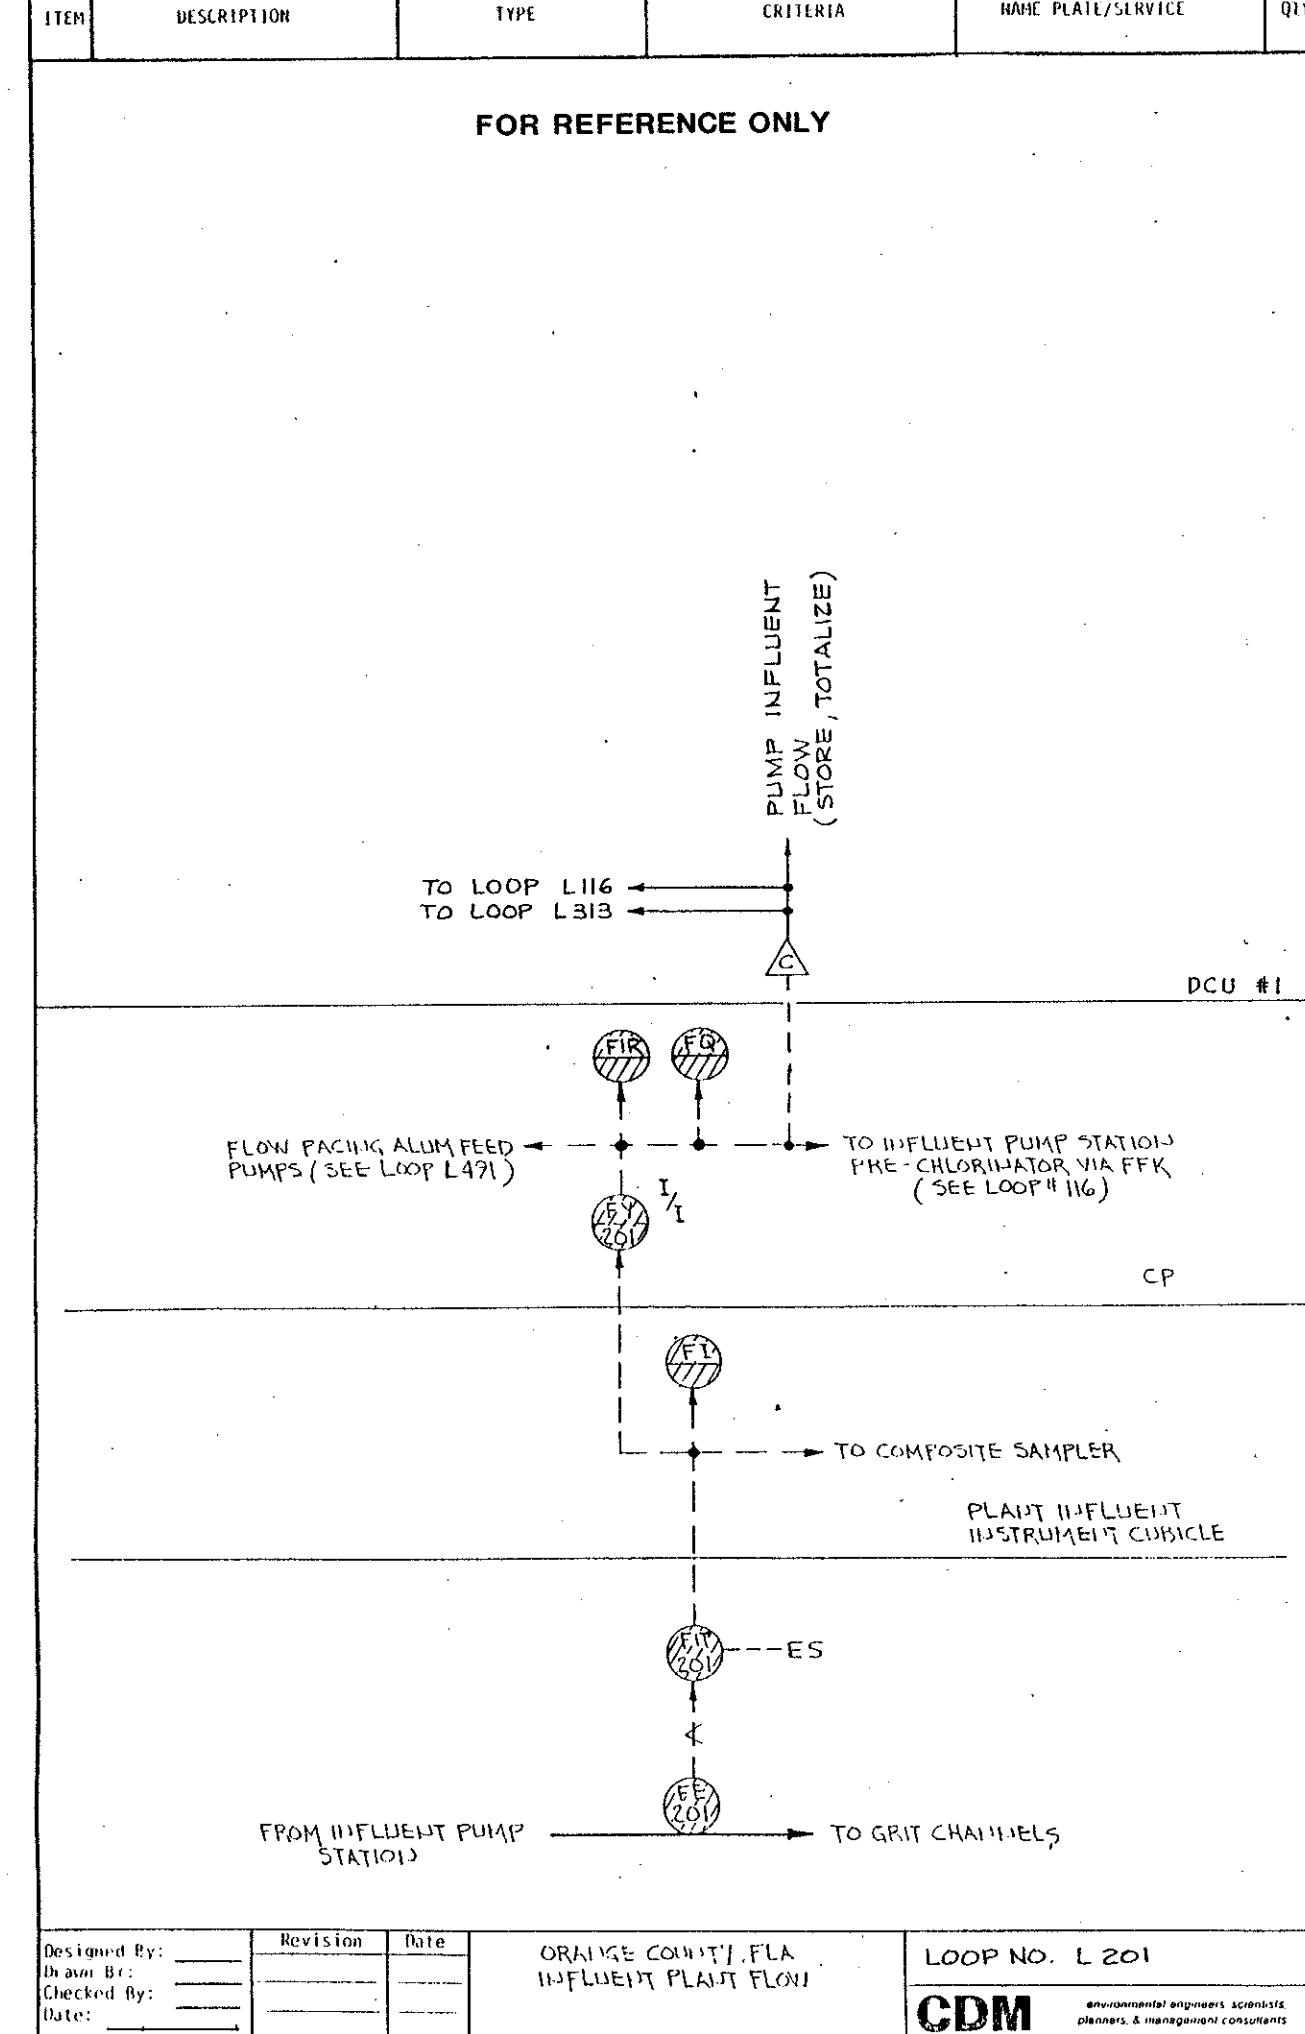 ITEM DESCRIPTION TYPE CRITERIA NAME PLATE/SERVICE
FOR REFERENCE ONLY
PUMP INFLUENT
FLOW
(STORE, TOTALIZE)
TO LOOP L116
TO LOOP L313
C
DCU #1
FIR FQ
FLOW PACING ALUM FEED
PUMPS (SEE LOOP L491)
TO INFLUENT PUMP STATION
PRE-CHLORINATOR VIA FFK
(SEE LOOP # 116)
I/I
FY
201
CP
FI
TO COMPOSITE SAMPLER
PLANT INFLUENT
INSTRUMENT CUBICLE
FIT
201
ES
FE
201
FROM INFLUENT PUMP
STATION
TO GRIT CHANNELS
Designed By:
Drawn By:
Checked By:
Date:
Revision Date
ORANGE COUNTY, FLA
INFLUENT PLANT FLOW
LOOP NO. L 201
CDM
environmental engineers, scientists,
planners, & management consultants